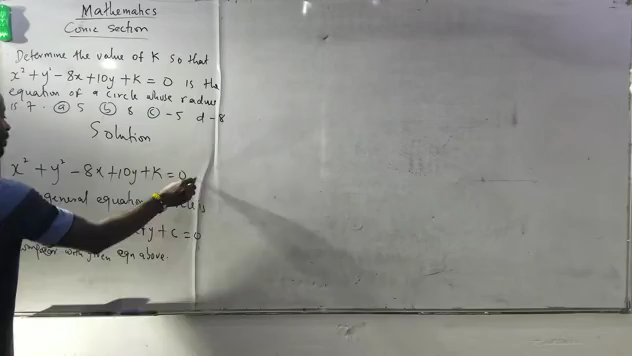 Mathematics
Conic Section
Determine the value of K so that
x² + y² - 8x + 10y + K = 0 is the
equation of a circle whose radius
is 7. (a) 5 (b) 8 (c) -5 d -8
Solution
x² + y² - 8x + 10y + K = 0
general equation is
y + c = 0
with given eqn above.